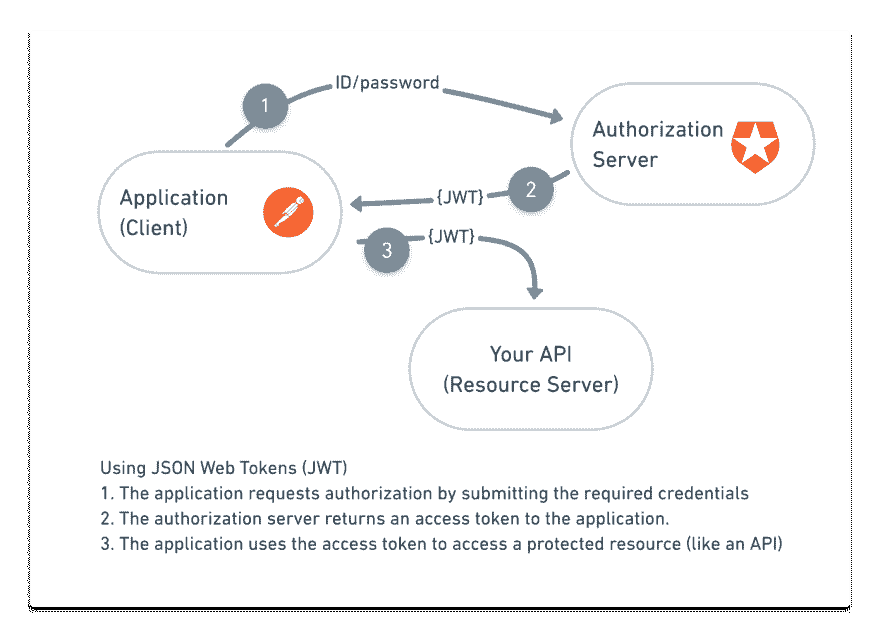 ID/password
1
Authorization
Server
2
{JWT}
Application
(Client)
3
{JWT}
Your API
(Resource Server)
Using JSON Web Tokens (JWT)
1. The application requests authorization by submitting the required credentials
2. The authorization server returns an access token to the application.
3. The application uses the access token to access a protected resource (like an API)